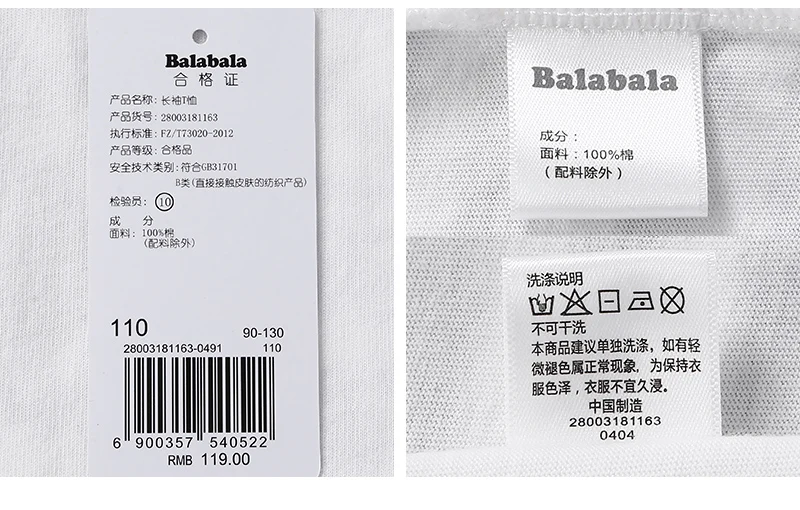 Balabala
合格证
产品名称: 长袖T恤
产品货号: 28003181163
执行标准: FZ/T73020-2012
产品等级: 合格品
安全技术类别: 符合GB31701
B类(直接接触皮肤的纺织产品)
检验员: 10
成 分
面料: 100%棉
(配料除外)
110 90-130
28003181163-0491 110
6 900357 540522
RMB 119.00
Balabala
成分:
面料: 100%棉
(配料除外)
洗涤说明
不可干洗
本商品建议单独洗涤, 如有轻
微褪色属正常现象, 为保持衣
服色泽, 衣服不宜久浸。
中国制造
28003181163
0404